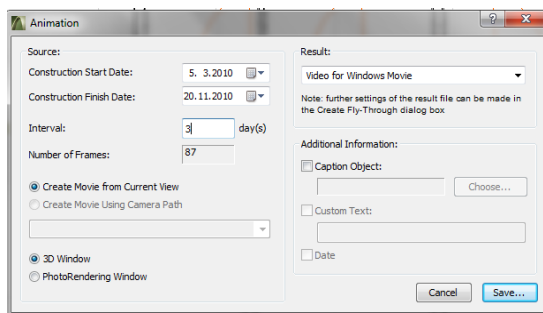 Animation
Source:
Construction Start Date:
5. 3.2010
Construction Finish Date:
20.11.2010
Interval:
3
day(s)
Number of Frames:
87
Create Movie from Current View
Create Movie Using Camera Path
3D Window
PhotoRendering Window
Result:
Video for Windows Movie
Note: further settings of the result file can be made in
the Create Fly-Through dialog box
Additional Information:
Caption Object:
Choose...
Custom Text:
Date
Cancel
Save...